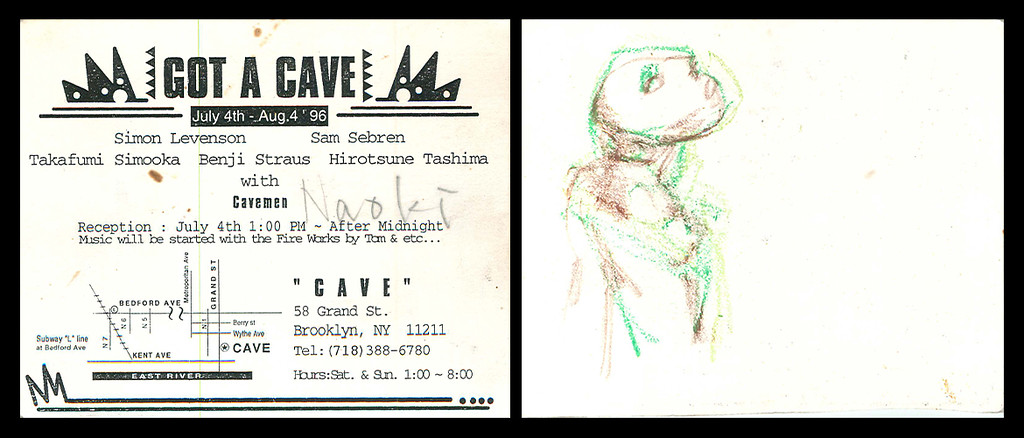 GOT A CAVE
July 4th - Aug.4 '96
Simon Levenson Sam Sebren
Takafumi Simooka Benji Straus Hirotsune Tashima
with
Cavemen Naoki
Reception : July 4th 1:00 PM ~ After Midnight
Music will be started with the Fire Works by Tom & etc...
Metropolitan Ave
GRAND ST
BEDFORD AVE
N 6
N 5
N 1
N 7
Berry st
Wythe Ave
Subway "L" line
at Bedford Ave
CAVE
KENT AVE
EAST RIVER
"CAVE"
58 Grand St.
Brooklyn, NY 11211
Tel:(718)388-6780
Hours:Sat. & Sun. 1:00 ~ 8:00